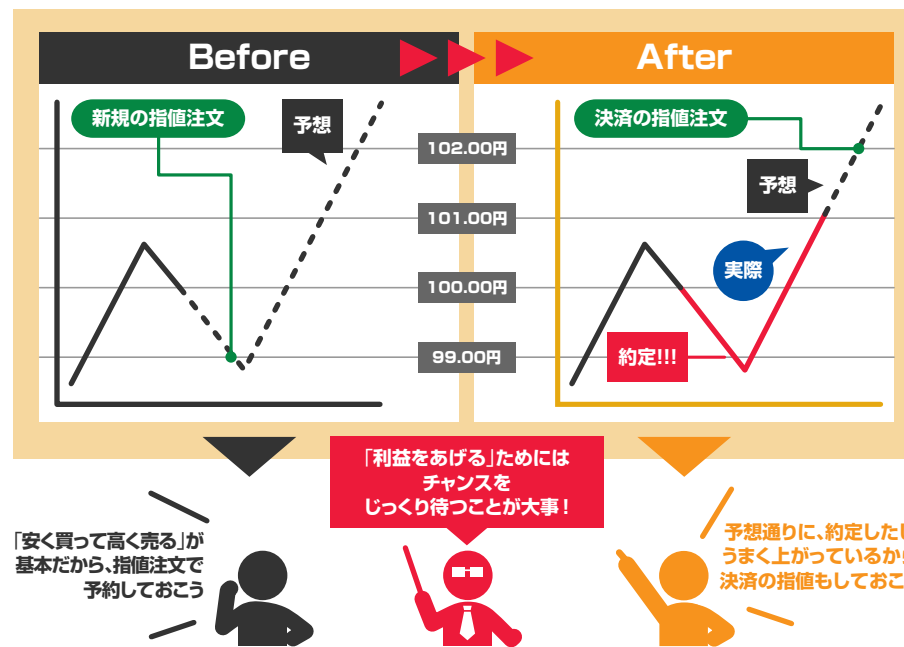 Before
After
新規の指値注文
予想
102.00円
101.00円
100.00円
99.00円
決済の指値注文
予想
実際
約定!!!
「安く買って高く売る」が
基本だから、指値注文で
予約しておこう
「利益をあげる」ためには
チャンスを
じっくり待つことが大事！
予想通りに、約定した
うまく上がっているか
決済の指値もしておこ